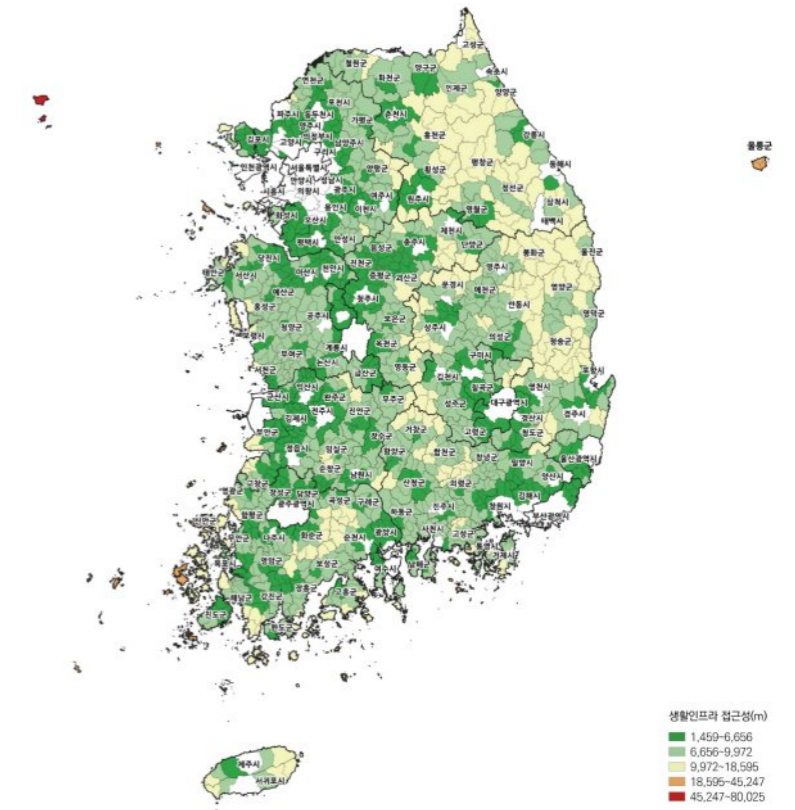 고성군
철원군
양구군
화천군
속초시
연천군
인제군
양양군
포천시
파주시
동두천시
춘천시
가평군
양주시
강릉시
홍천군
의정부시
김포시
고양시
남양주시
구리시
울릉군
동해시
평창군
인천광역시
서울특별시
양평군
횡성군
안양시
성남시
정선군
시흥시
의왕시
광주시
여주시
원주시
삼척시
용인시
이천시
영월군
화성시
오산시
태백시
제천시
평택시
안성시
음성군
충주시
단양군
봉화군
울진군
당진시
진천군
태안군
서산시
아산시
천안시
증평군
괴산군
영주시
문경시
예천군
영양군
예산군
청주시
안동시
홍성군
공주시
보은군
상주시
영덕군
청양군
의성군
보령시
계룡시
옥천군
청송군
부여군
논산시
구미시
서천군
금산군
영동군
김천시
포항시
칠곡군
영천시
익산시
군산시
완주군
무주군
성주군
대구광역시
전주시
진안군
경산시
경주시
김제시
거창군
고령군
청도군
부안군
장수군
정읍시
임실군
함양군
합천군
창녕군
밀양시
울산광역시
순창군
남원시
양산시
고창군
산청군
의령군
영광군
장성군
담양군
김해시
곡성군
구례군
광주광역시
진주시
창원시
함평군
하동군
부산광역시
신안군
사천시
고성군
무안군
나주시
화순군
순천시
광양시
통영시
거제시
목포시
영암군
보성군
여수시
남해군
장흥군
고흥군
해남군
강진군
진도군
완도군
제주시
서귀포시
생활인프라 접근성(m)
1,459~6,656
6,656~9,972
9,972~18,595
18,595~45,247
45,247~80,025